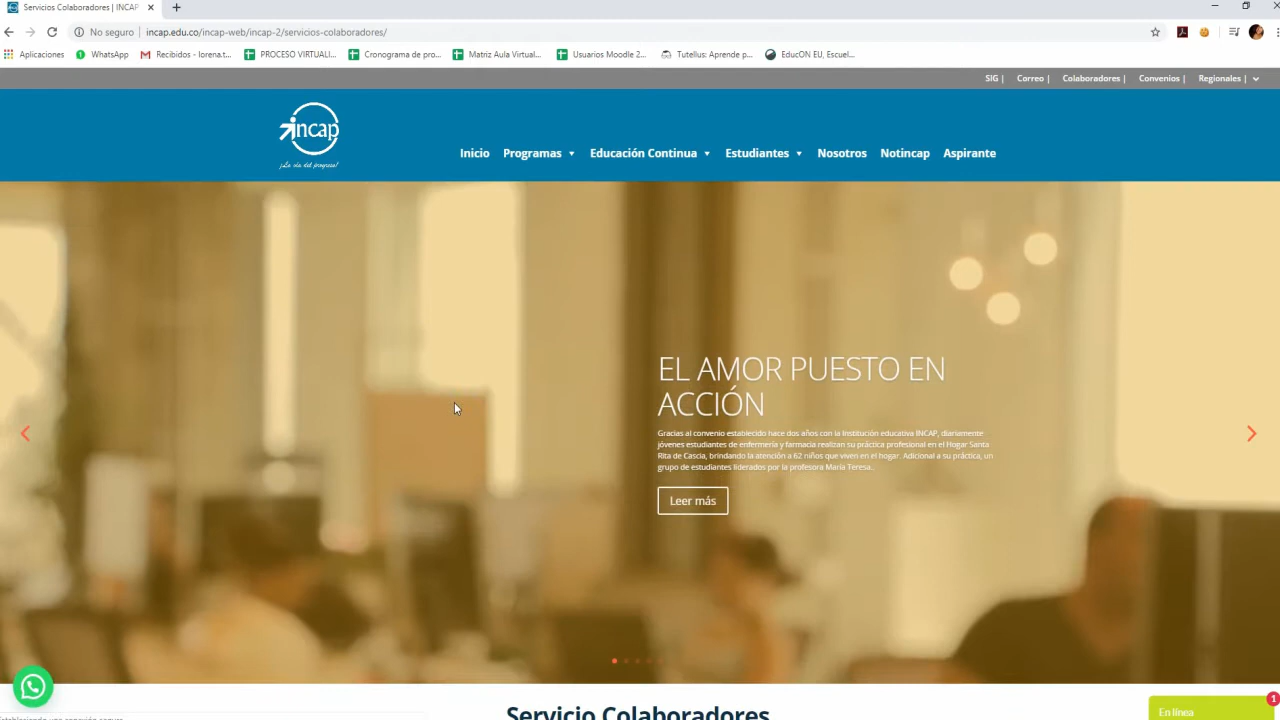 Servicios Colaboradores | INCAP
No seguro | incap.edu.co/incap-web/incap-2/servicios-colaboradores/
Aplicaciones WhatsApp Recibidos - lorena.t... PROCESO VIRTUALI... Cronograma de pro... Matriz Aula Virtual... Usuarios Moodle 2... Tutellus: Aprende p... EducON EU, Escuel...
SIG | Correo | Colaboradores | Convenios | Regionales |
incap
¡La vía del progreso!
Inicio Programas Educación Continua Estudiantes Nosotros Notincap Aspirante
EL AMOR PUESTO EN
ACCIÓN
Gracias al convenio establecido hace dos años con la Institución educativa INCAP, diariamente
jóvenes estudiantes de enfermería y farmacia realizan su práctica profesional en el Hogar Santa
Rita de Cascia, brindando la atención a 62 niños que viven en el hogar. Adicional a su práctica, un
grupo de estudiantes liderados por la profesora María Teresa..
Leer más
1
Servicio Colaboradores
En línea